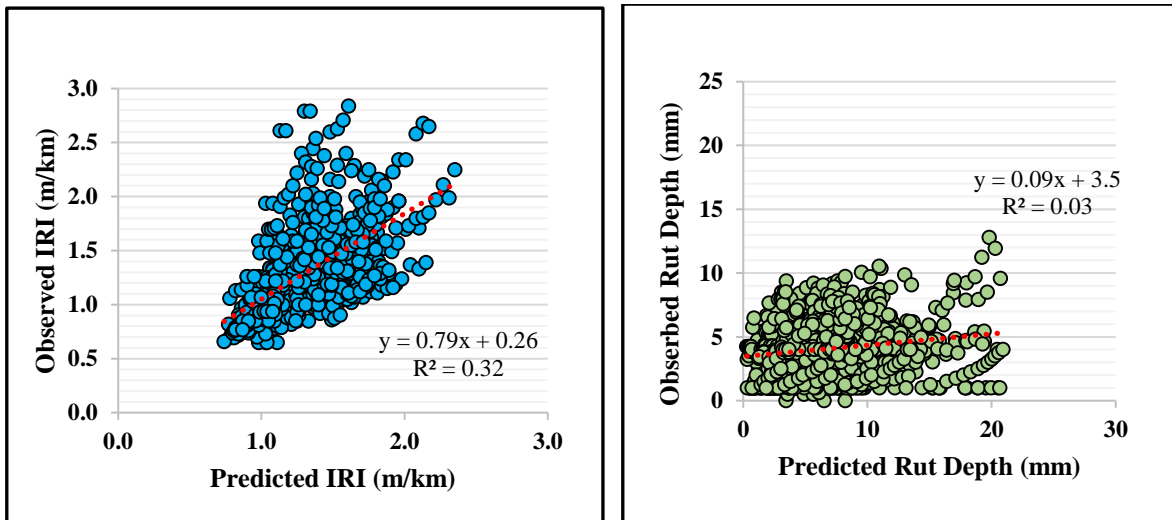 3.0
2.5
2.0
1.5
1.0
0.5
0.0
0.0 1.0 2.0 3.0
Observed IRI (m/km)
Predicted IRI (m/km)
y = 0.79x + 0.26
R² = 0.32
25
20
15
10
5
0
0 10 20 30
Obserbed Rut Depth (mm)
Predicted Rut Depth (mm)
y = 0.09x + 3.5
R² = 0.03